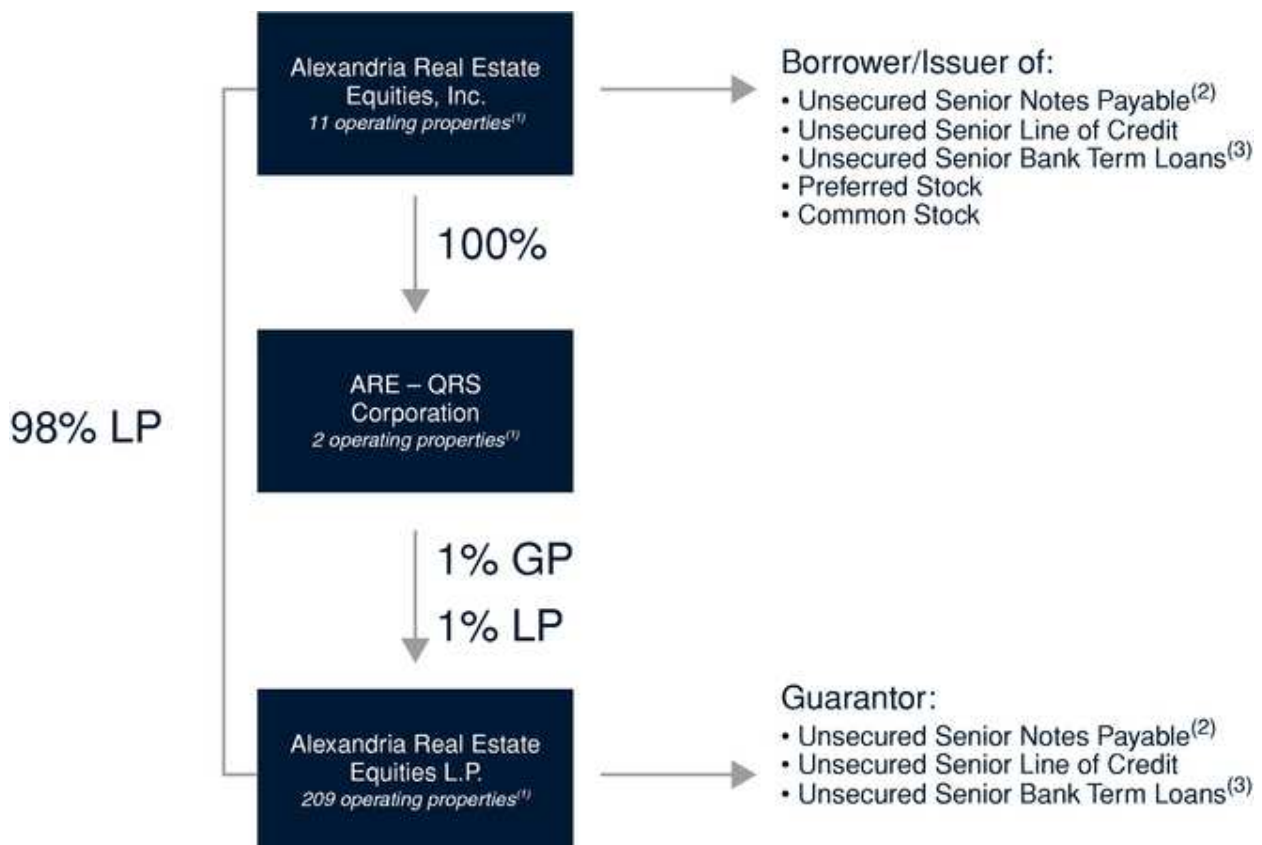 Alexandria Real Estate
Equities, Inc.
11 operating properties(1)
Borrower/Issuer of:
• Unsecured Senior Notes Payable(2)
• Unsecured Senior Line of Credit
• Unsecured Senior Bank Term Loans(3)
• Preferred Stock
• Common Stock
100%
ARE – QRS
Corporation
2 operating properties(1)
98% LP
1% GP
1% LP
Alexandria Real Estate
Equities L.P.
209 operating properties(1)
Guarantor:
• Unsecured Senior Notes Payable(2)
• Unsecured Senior Line of Credit
• Unsecured Senior Bank Term Loans(3)